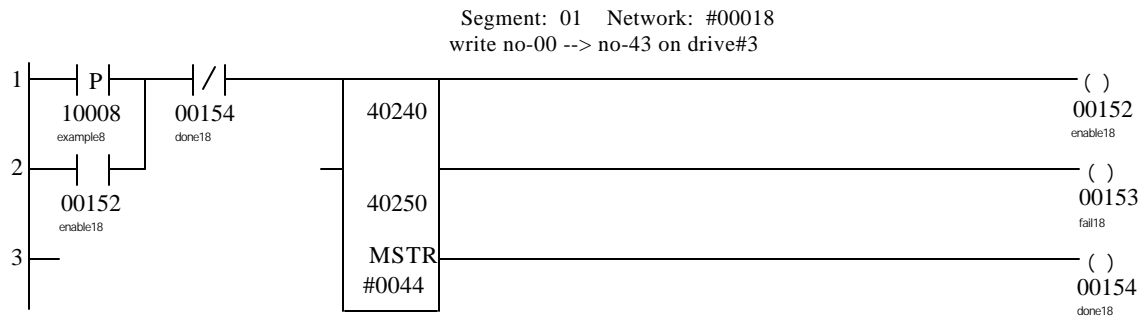 Segment: 01 Network: #00018
write no-00 --> no-43 on drive#3
1 P / ( )
10008 00154 40240 00152
example8 done18 enable18
2 ( )
00152 40250 00153
enable18 fail18
3 MSTR ( )
#0044 00154
done18